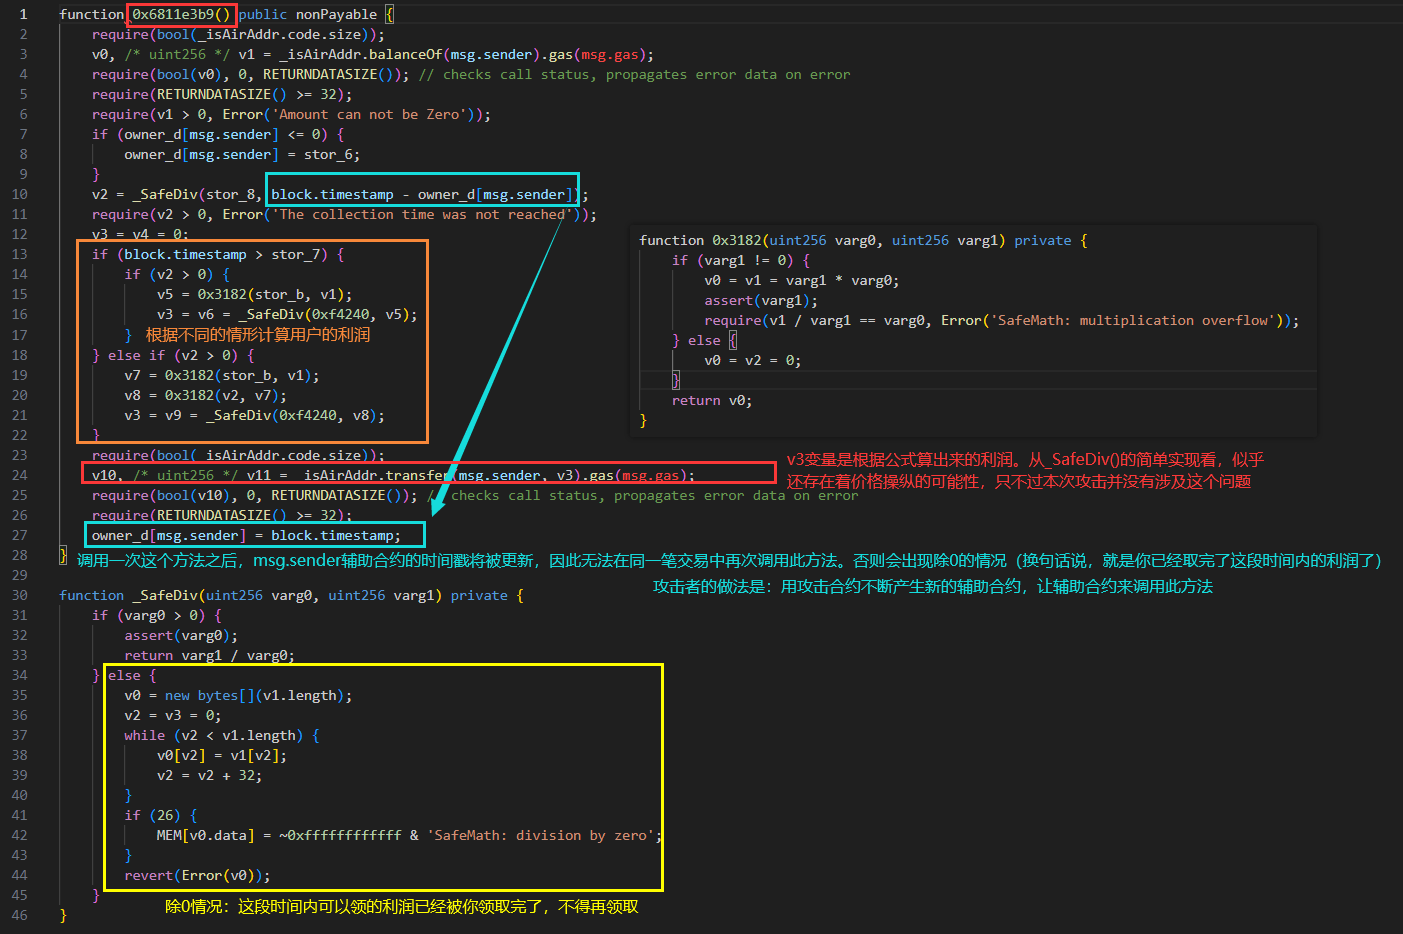 1 function 0x6811e3b9() public nonPayable {
2 require(bool(_isAirAddr.code.size));
3 v0, /* uint256 */ v1 = _isAirAddr.balanceOf(msg.sender).gas(msg.gas);
4 require(bool(v0), 0, RETURNDATASIZE()); // checks call status, propagates error data on error
5 require(RETURNDATASIZE() >= 32);
6 require(v1 > 0, Error('Amount can not be Zero'));
7 if (owner_d[msg.sender] <= 0) {
8 owner_d[msg.sender] = stor_6;
9 }
10 v2 = _SafeDiv(stor_8, block.timestamp - owner_d[msg.sender]);
11 require(v2 > 0, Error('The collection time was not reached'));
12 v3 = v4 = 0;
13 if (block.timestamp > stor_7) {
14 if (v2 > 0) {
15 v5 = 0x3182(stor_b, v1);
16 v3 = v6 = _SafeDiv(0xf4240, v5);
17 } 根据不同的情形计算用户的利润
18 } else if (v2 > 0) {
19 v7 = 0x3182(stor_b, v1);
20 v8 = 0x3182(v2, v7);
21 v3 = v9 = _SafeDiv(0xf4240, v8);
22 }
23 require(bool(_isAirAddr.code.size));
24 v10, /* uint256 */ v11 = _isAirAddr.transfer(msg.sender, v3).gas(msg.gas);
25 require(bool(v10), 0, RETURNDATASIZE()); // checks call status, propagates error data on error
26 require(RETURNDATASIZE() >= 32);
27 owner_d[msg.sender] = block.timestamp;
28 }
function 0x3182(uint256 varg0, uint256 varg1) private {
if (varg1 != 0) {
v0 = v1 = varg1 * varg0;
assert(varg1);
require(v1 / varg1 == varg0, Error('SafeMath: multiplication overflow'));
} else {
v0 = v2 = 0;
}
return v0;
}
v3变量是根据公式算出来的利润。从_SafeDiv()的简单实现看，似乎
还存在着价格操纵的可能性，只不过本次攻击并没有涉及这个问题
调用一次这个方法之后，msg.sender辅助合约的时间戳将被更新，因此无法在同一笔交易中再次调用此方法。否则会出现除0的情况（换句话说，就是你已经取完了这段时间内的利润了）
攻击者的做法是：用攻击合约不断产生新的辅助合约，让辅助合约来调用此方法
29
30 function _SafeDiv(uint256 varg0, uint256 varg1) private {
31 if (varg0 > 0) {
32 assert(varg0);
33 return varg1 / varg0;
34 } else {
35 v0 = new bytes[](v1.length);
36 v2 = v3 = 0;
37 while (v2 < v1.length) {
38 v0[v2] = v1[v2];
39 v2 = v2 + 32;
40 }
41 if (26) {
42 MEM[v0.data] = ~0xffffffffffff & 'SafeMath: division by zero';
43 }
44 revert(Error(v0));
45 }
46 }
除0情况：这段时间内可以领的利润已经被你领取完了，不得再领取